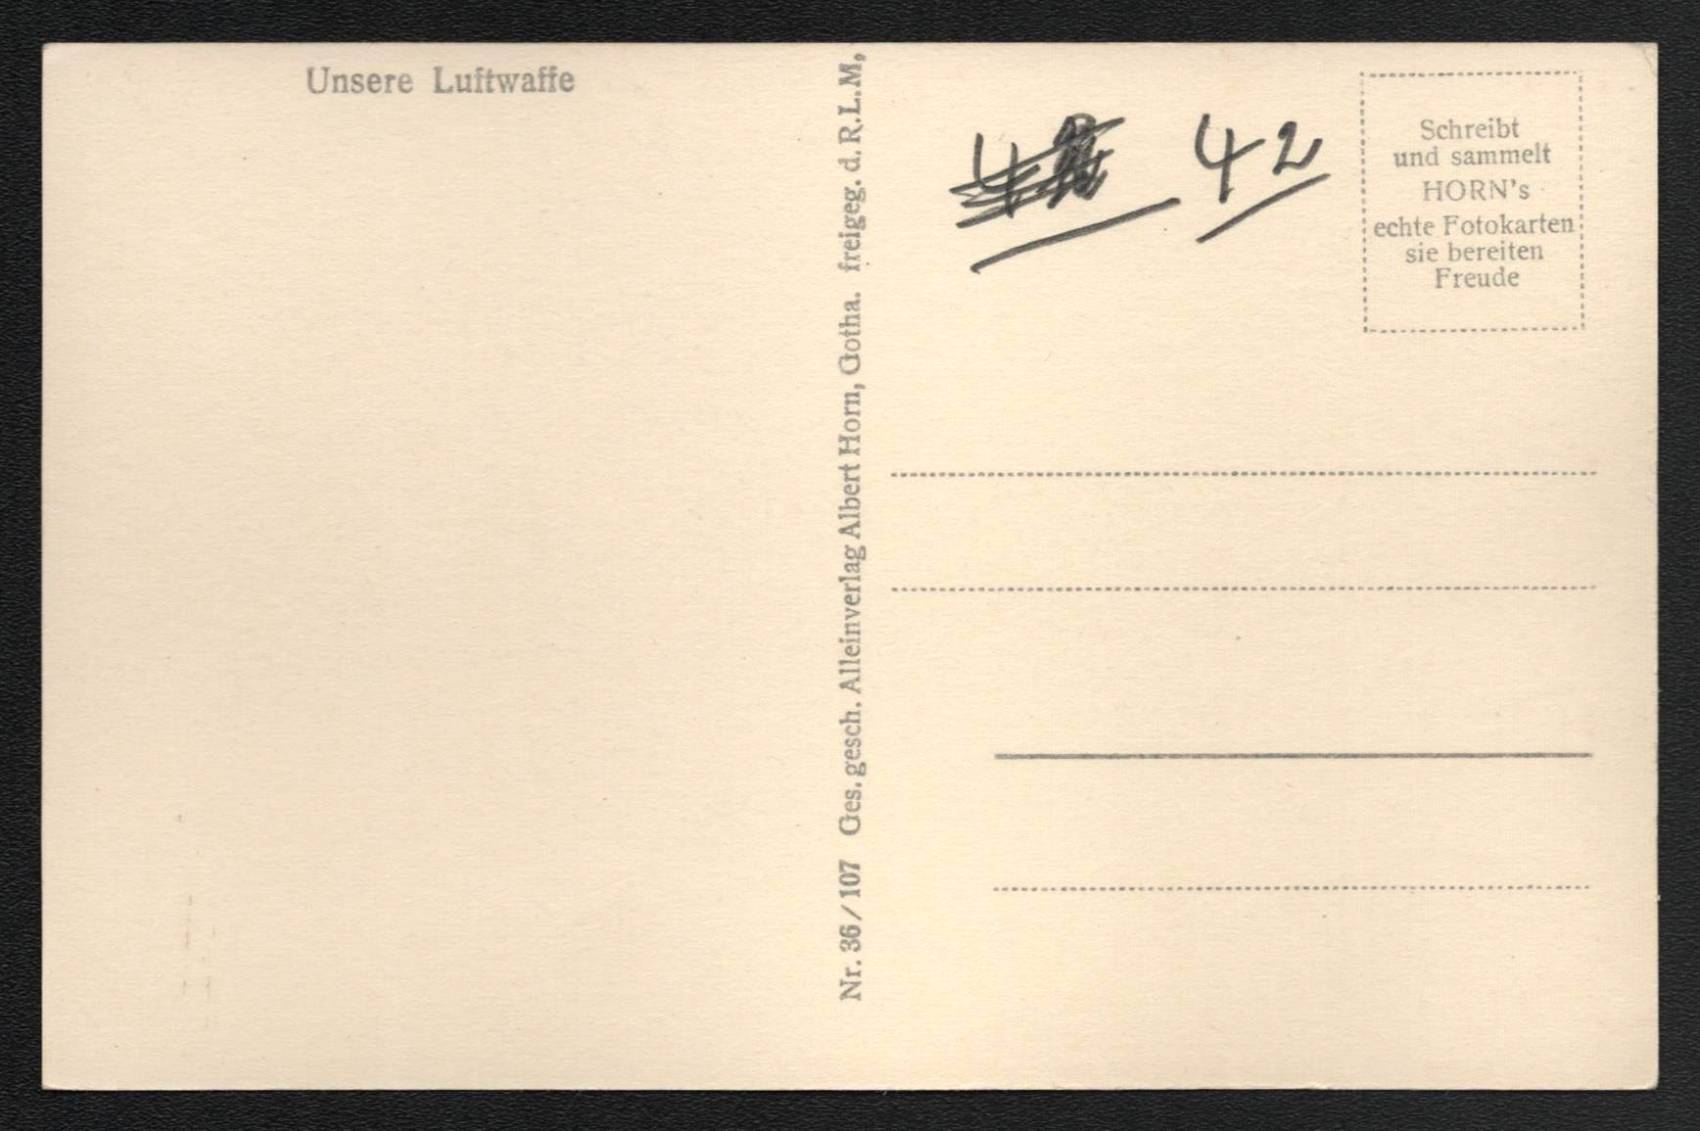 Unsere Luftwaffe
Nr. 36/107 Ges. gesch. Alleinverlag Albert Horn, Gotha. freigeg. d. R.L.M,
42
Schreibt
und sammelt
HORN's
echte Fotokarten
sie bereiten
Freude